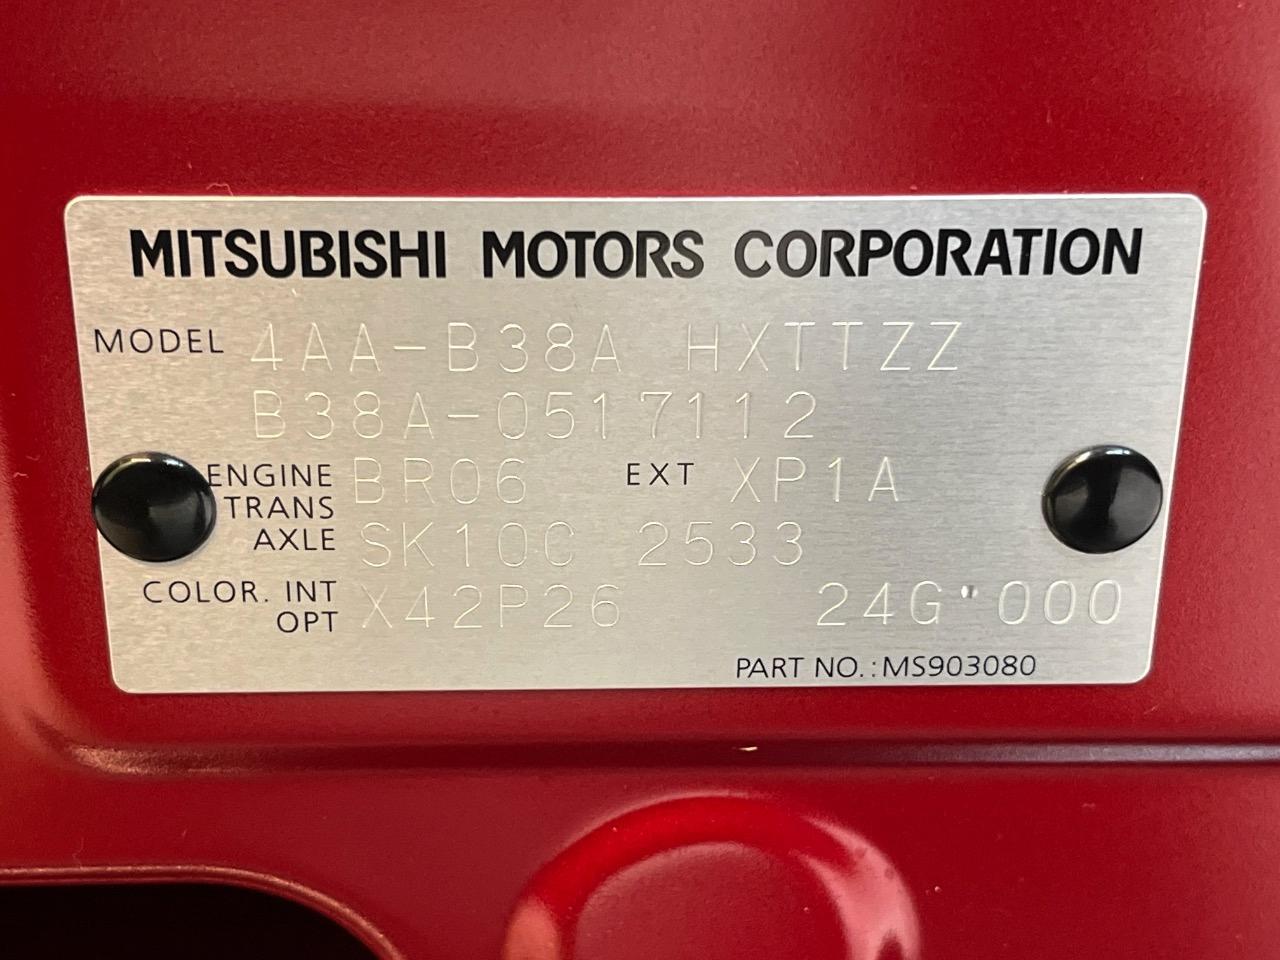 MITSUBISHI MOTORS CORPORATION
MODEL 4AA-B38A HXTTZZ
B38A-0517112
ENGINE BR06 EXT XP1A
TRANS
AXLE SK10C 2533
COLOR. INT X42P26 24G 000
OPT
PART NO.: MS903080